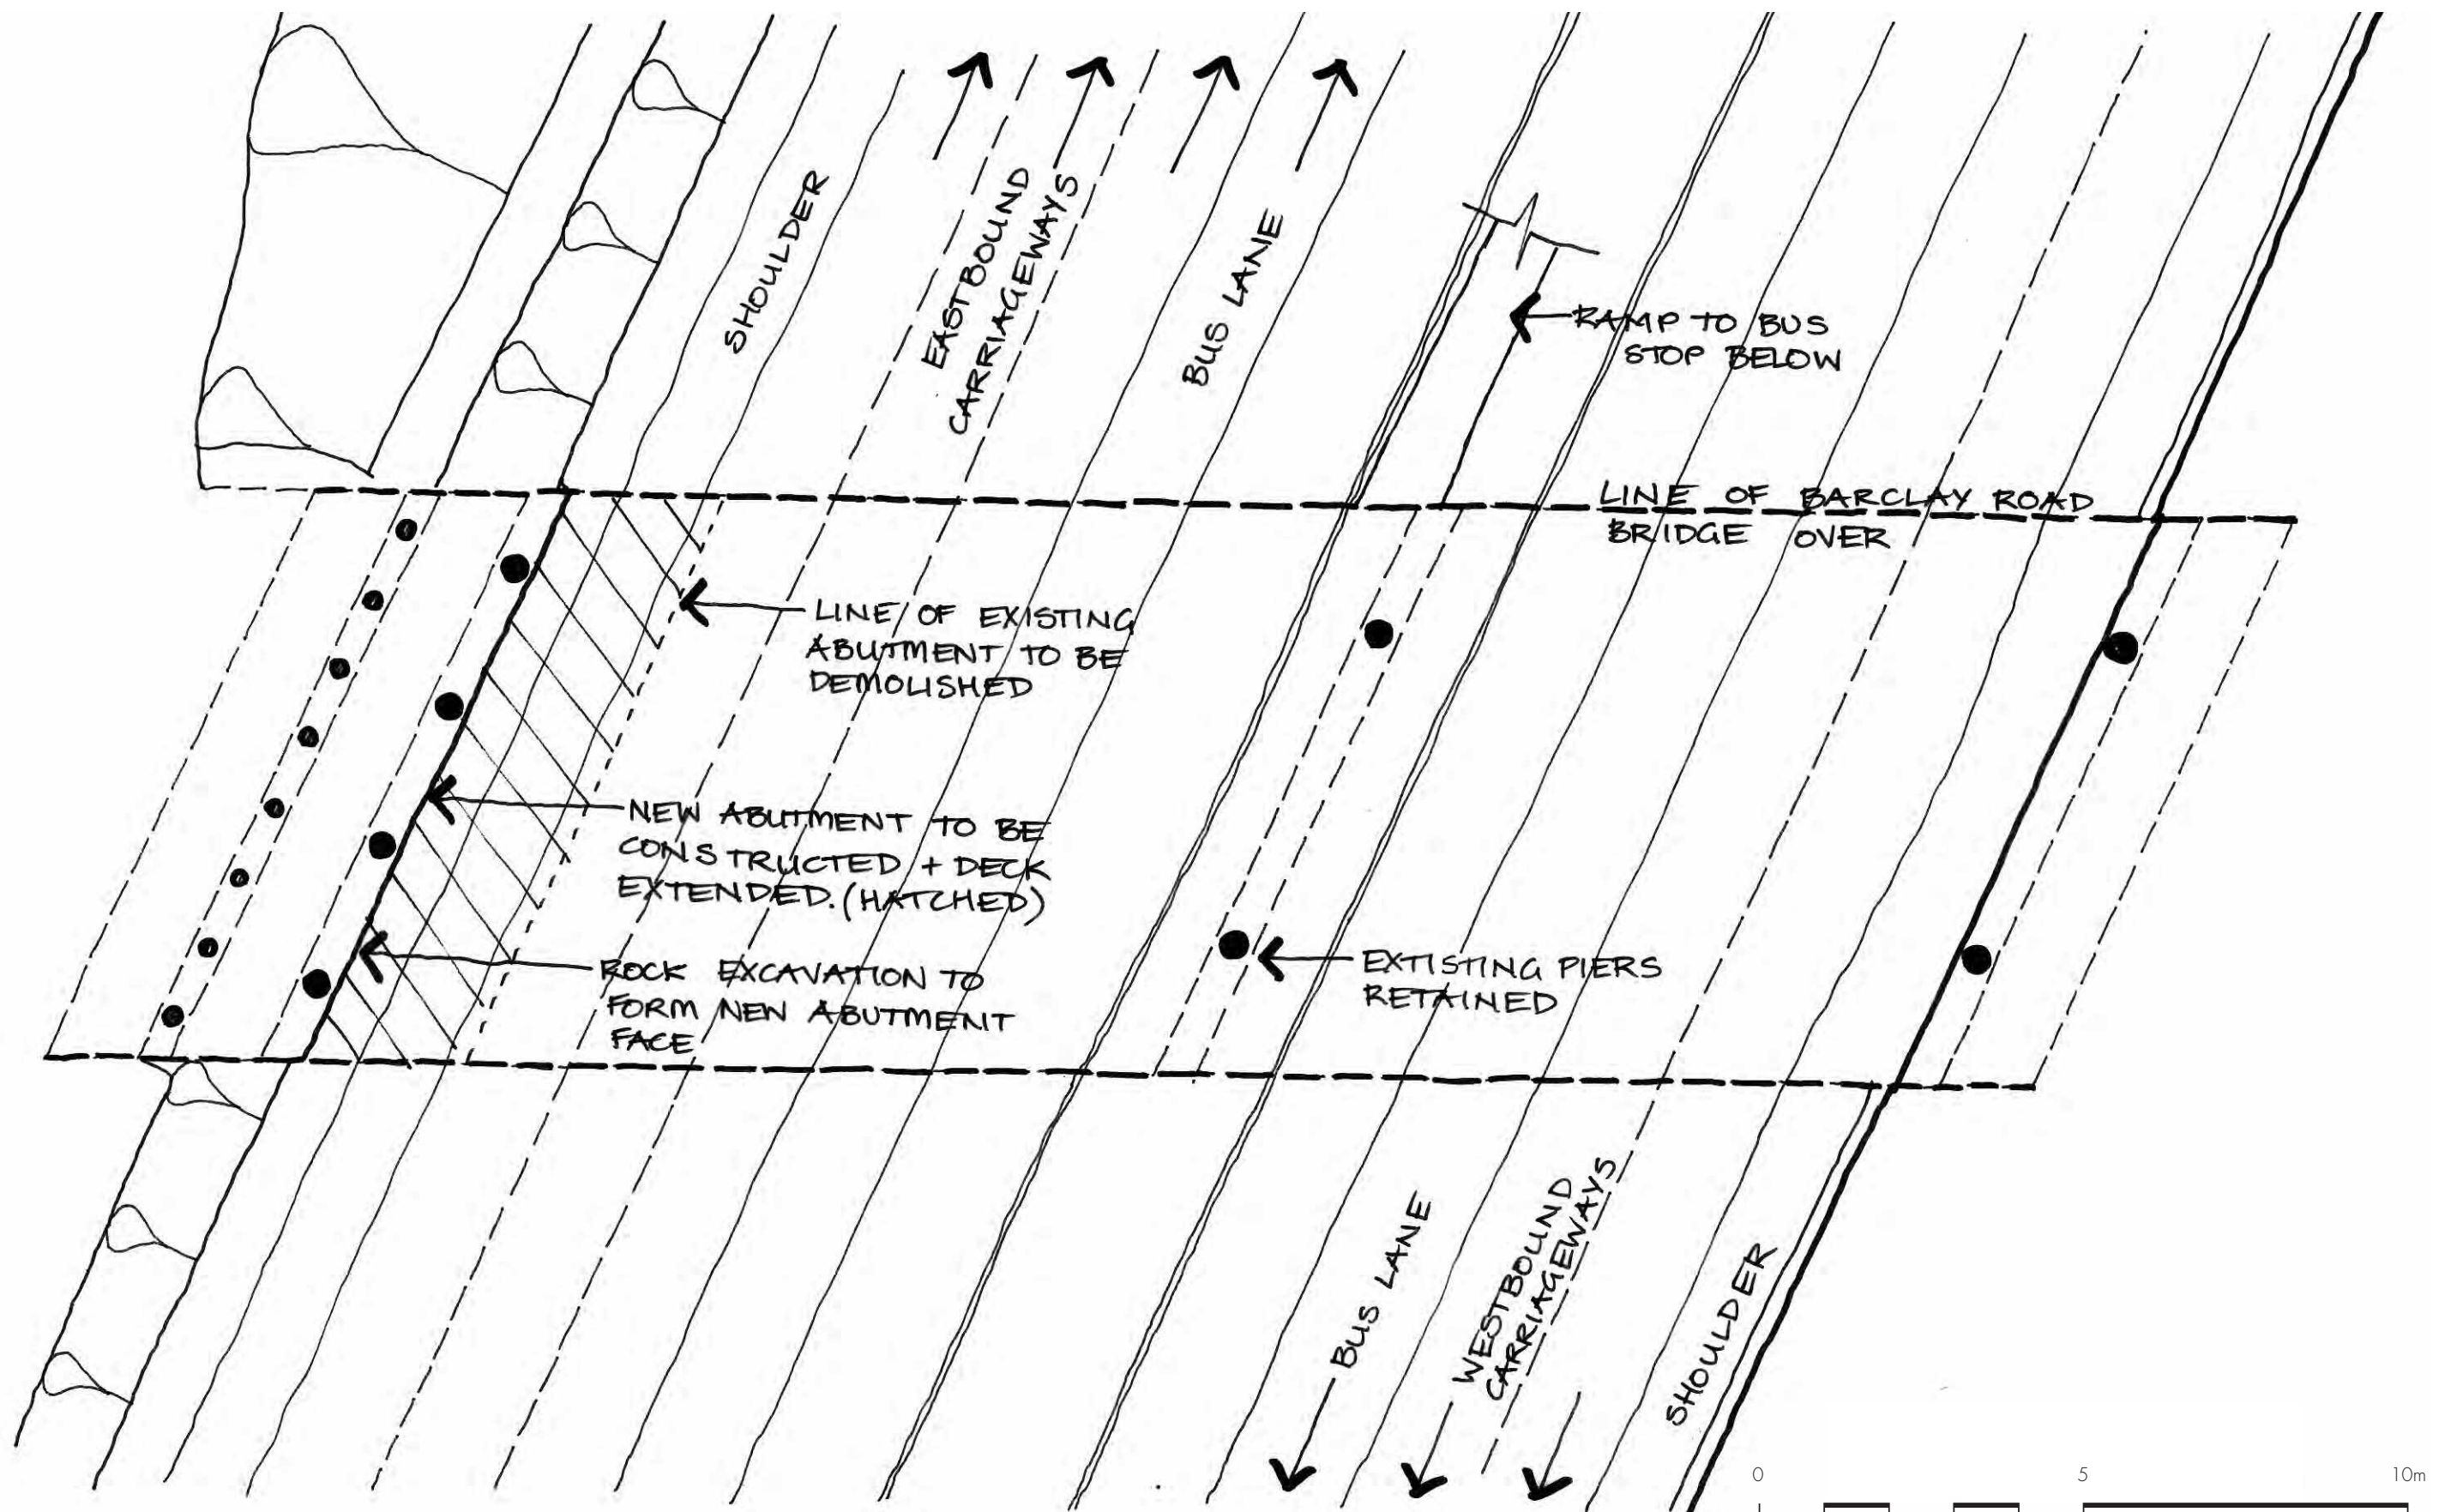 SHOULDER
EASTBOUND
CARRIAGEWAYS
BUS LANE
RAMP TO BUS
STOP BELOW
LINE OF BARCLAY ROAD
BRIDGE OVER
LINE OF EXISTING
ABUTMENT TO BE
DEMOLISHED
NEW ABUTMENT TO BE
CONSTRUCTED + DECK
EXTENDED. (HATCHED)
ROCK EXCAVATION TO
FORM NEW ABUTMENT
FACE
EXTISTING PIERS
RETAINED
BUS LANE
WESTBOUND
CARRIAGEWAYS
SHOULDER
0 5 10m